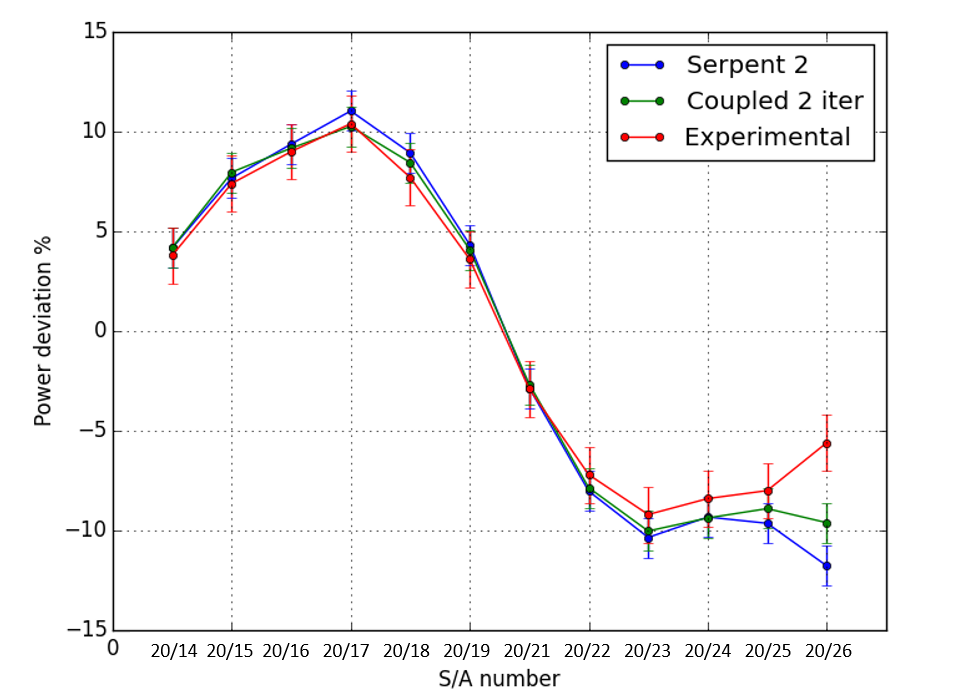 15
10
5
0
−5
−10
−15
Power deviation %
Serpent 2
Coupled 2 iter
Experimental
0 20/14 20/15 20/16 20/17 20/18 20/19 20/21 20/22 20/23 20/24 20/25 20/26
S/A number